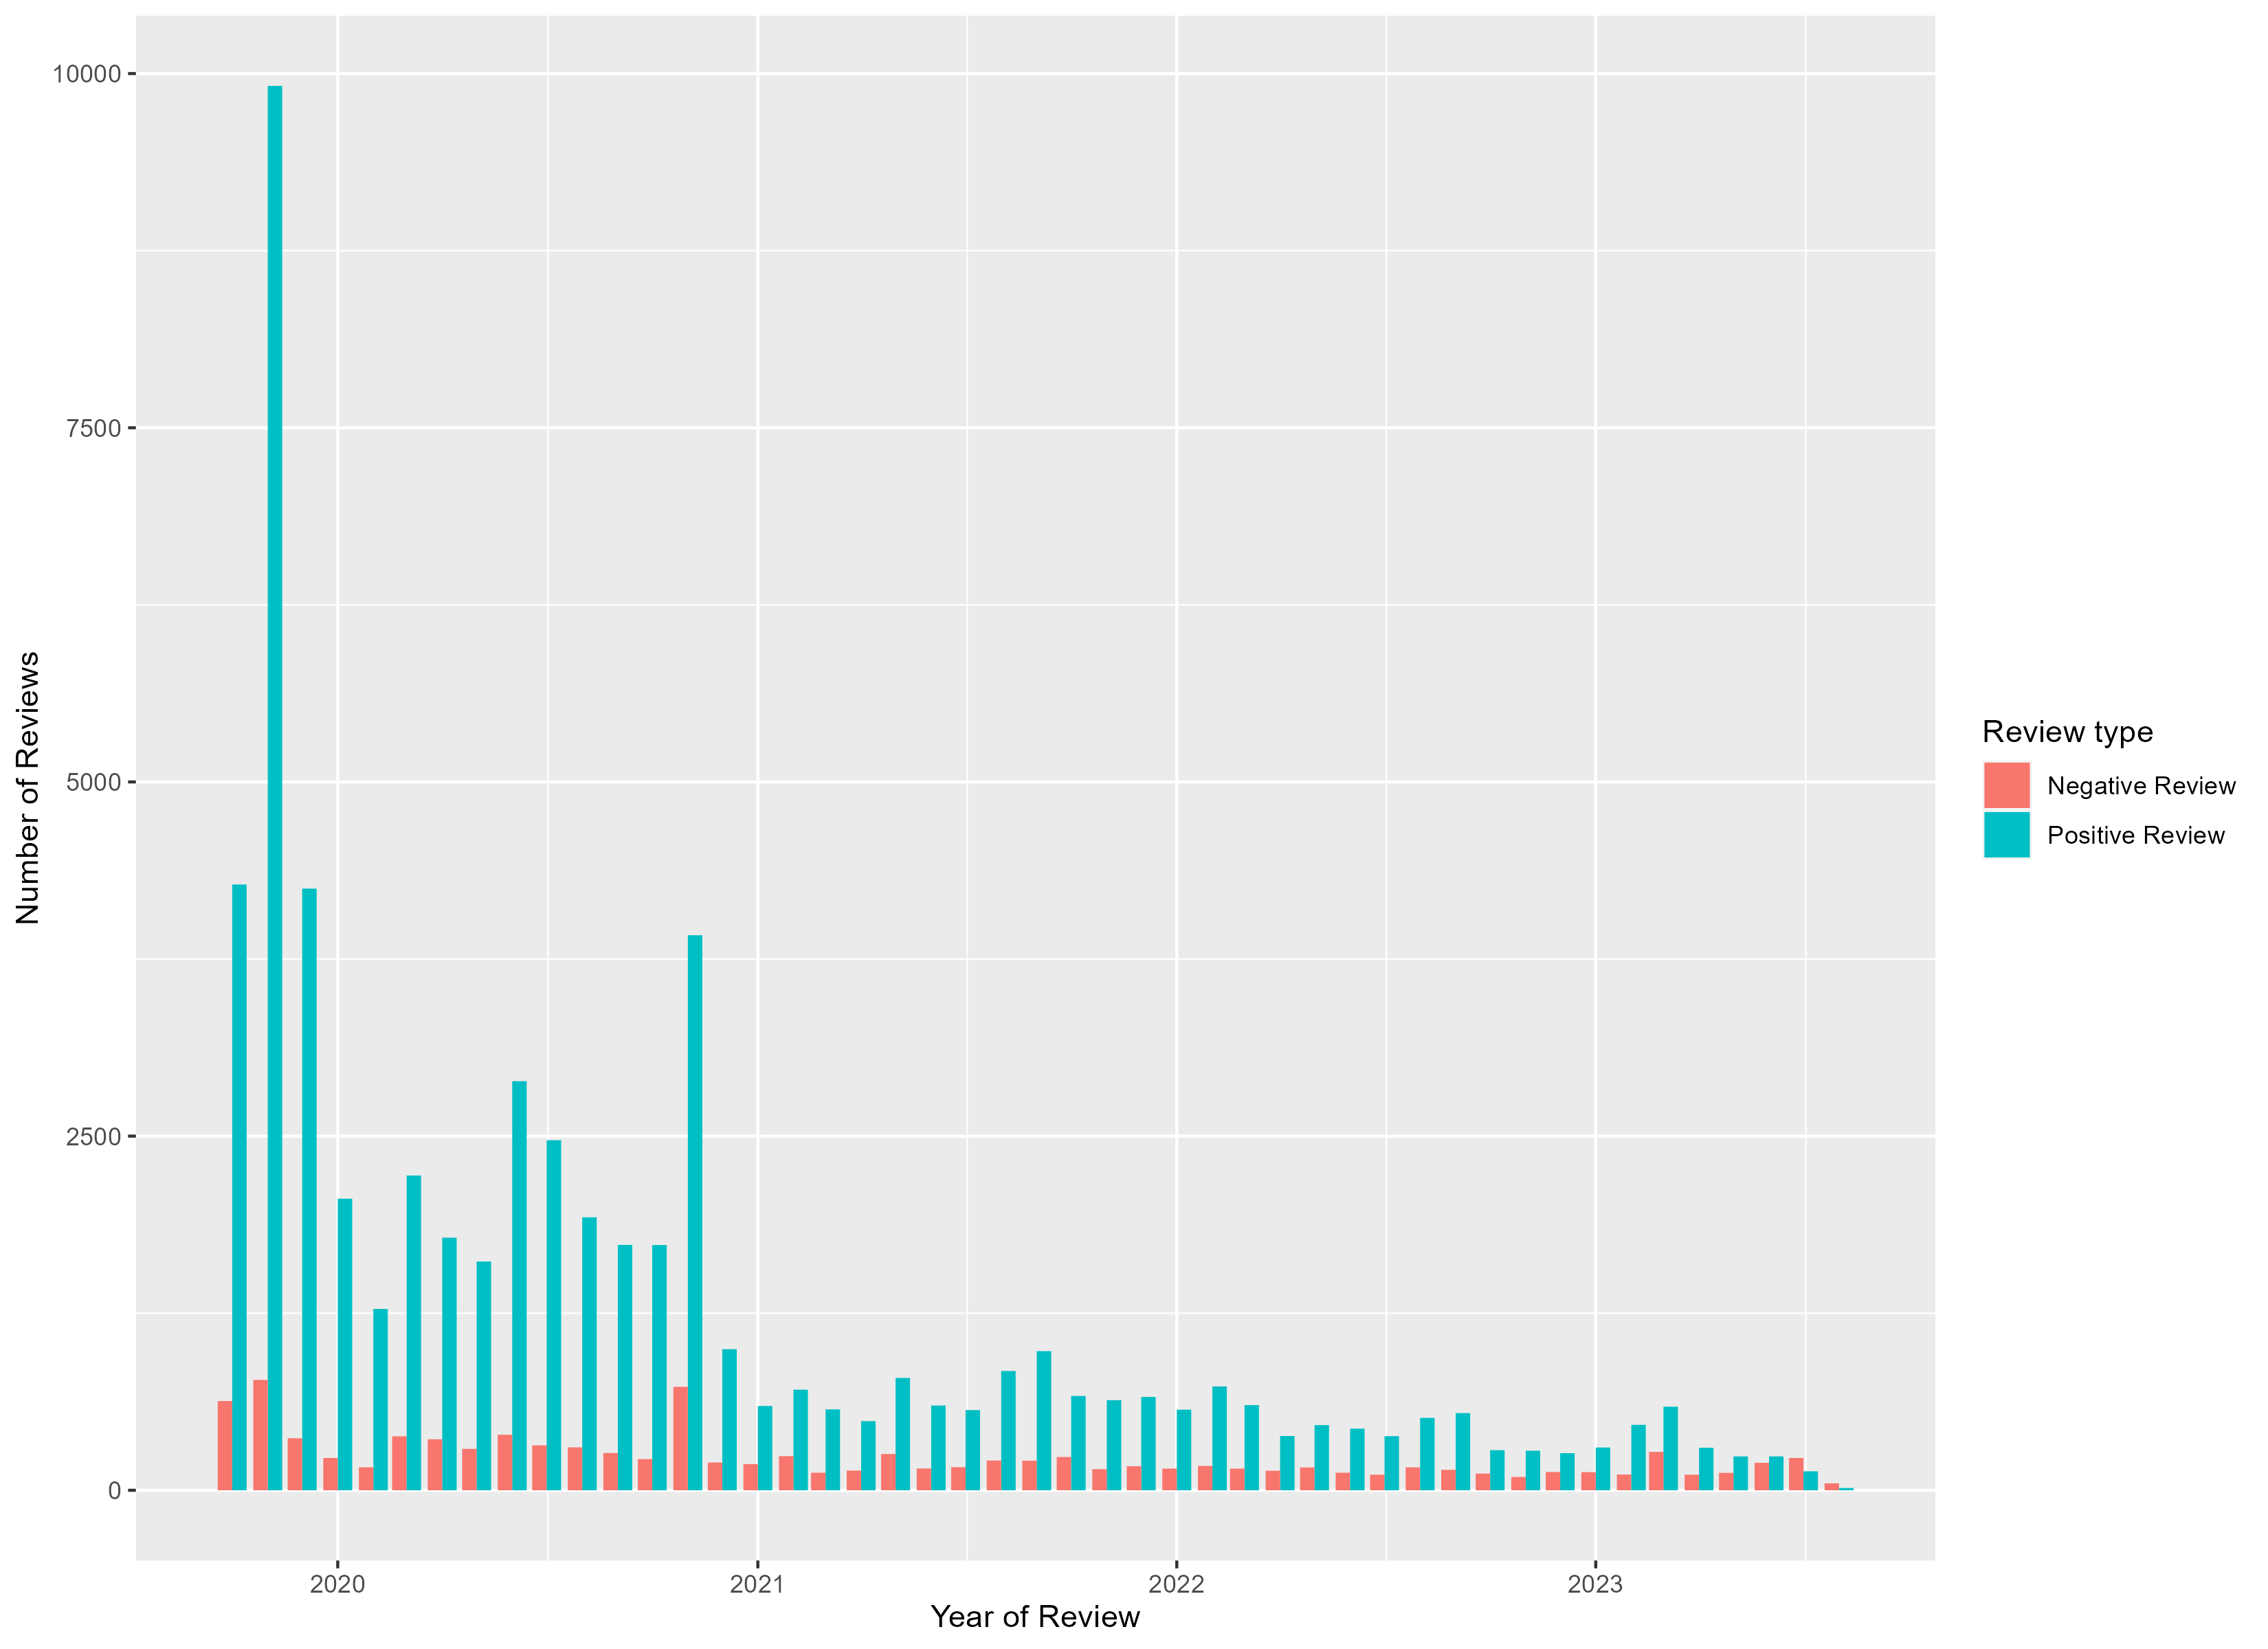 10000
7500
5000
2500
0
Number of Reviews
2020
2021
2022
2023
Year of Review
Review type
Negative Review
Positive Review